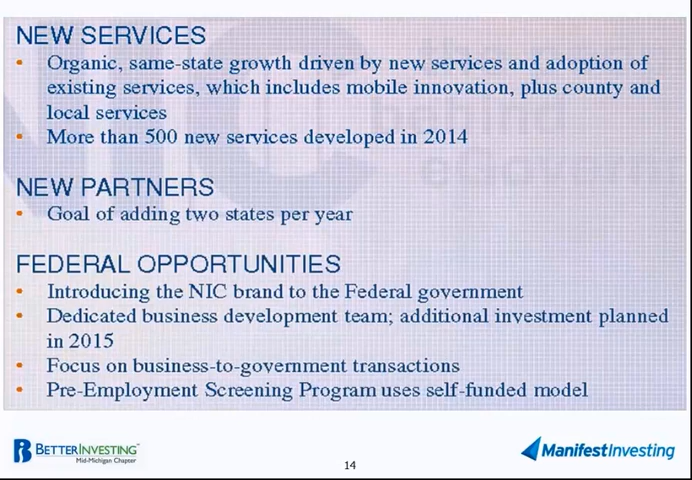 NEW SERVICES
• Organic, same-state growth driven by new services and adoption of
existing services, which includes mobile innovation, plus county and
local services
• More than 500 new services developed in 2014
NEW PARTNERS
• Goal of adding two states per year
FEDERAL OPPORTUNITIES
• Introducing the NIC brand to the Federal government
• Dedicated business development team; additional investment planned
in 2015
• Focus on business-to-government transactions
• Pre-Employment Screening Program uses self-funded model
BETTERINVESTING™
Mid-Michigan Chapter
14
ManifestInvesting